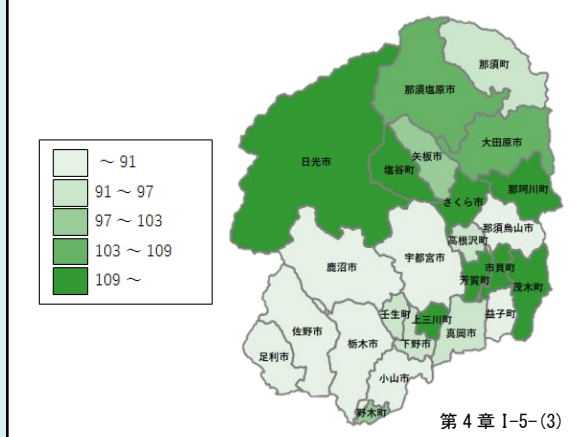 那須町
那須塩原市
大田原市
日光市
矢板市
塩谷町
那珂川町
さくら市
那須烏山市
高根沢町
宇都宮市
鹿沼市
市貝町
芳賀町
茂木町
壬生町
上三川町
益子町
真岡市
下野市
佐野市
栃木市
足利市
小山市
野木町
～ 91
91 ～ 97
97 ～ 103
103 ～ 109
109 ～
第 4 章 I-5-(3)